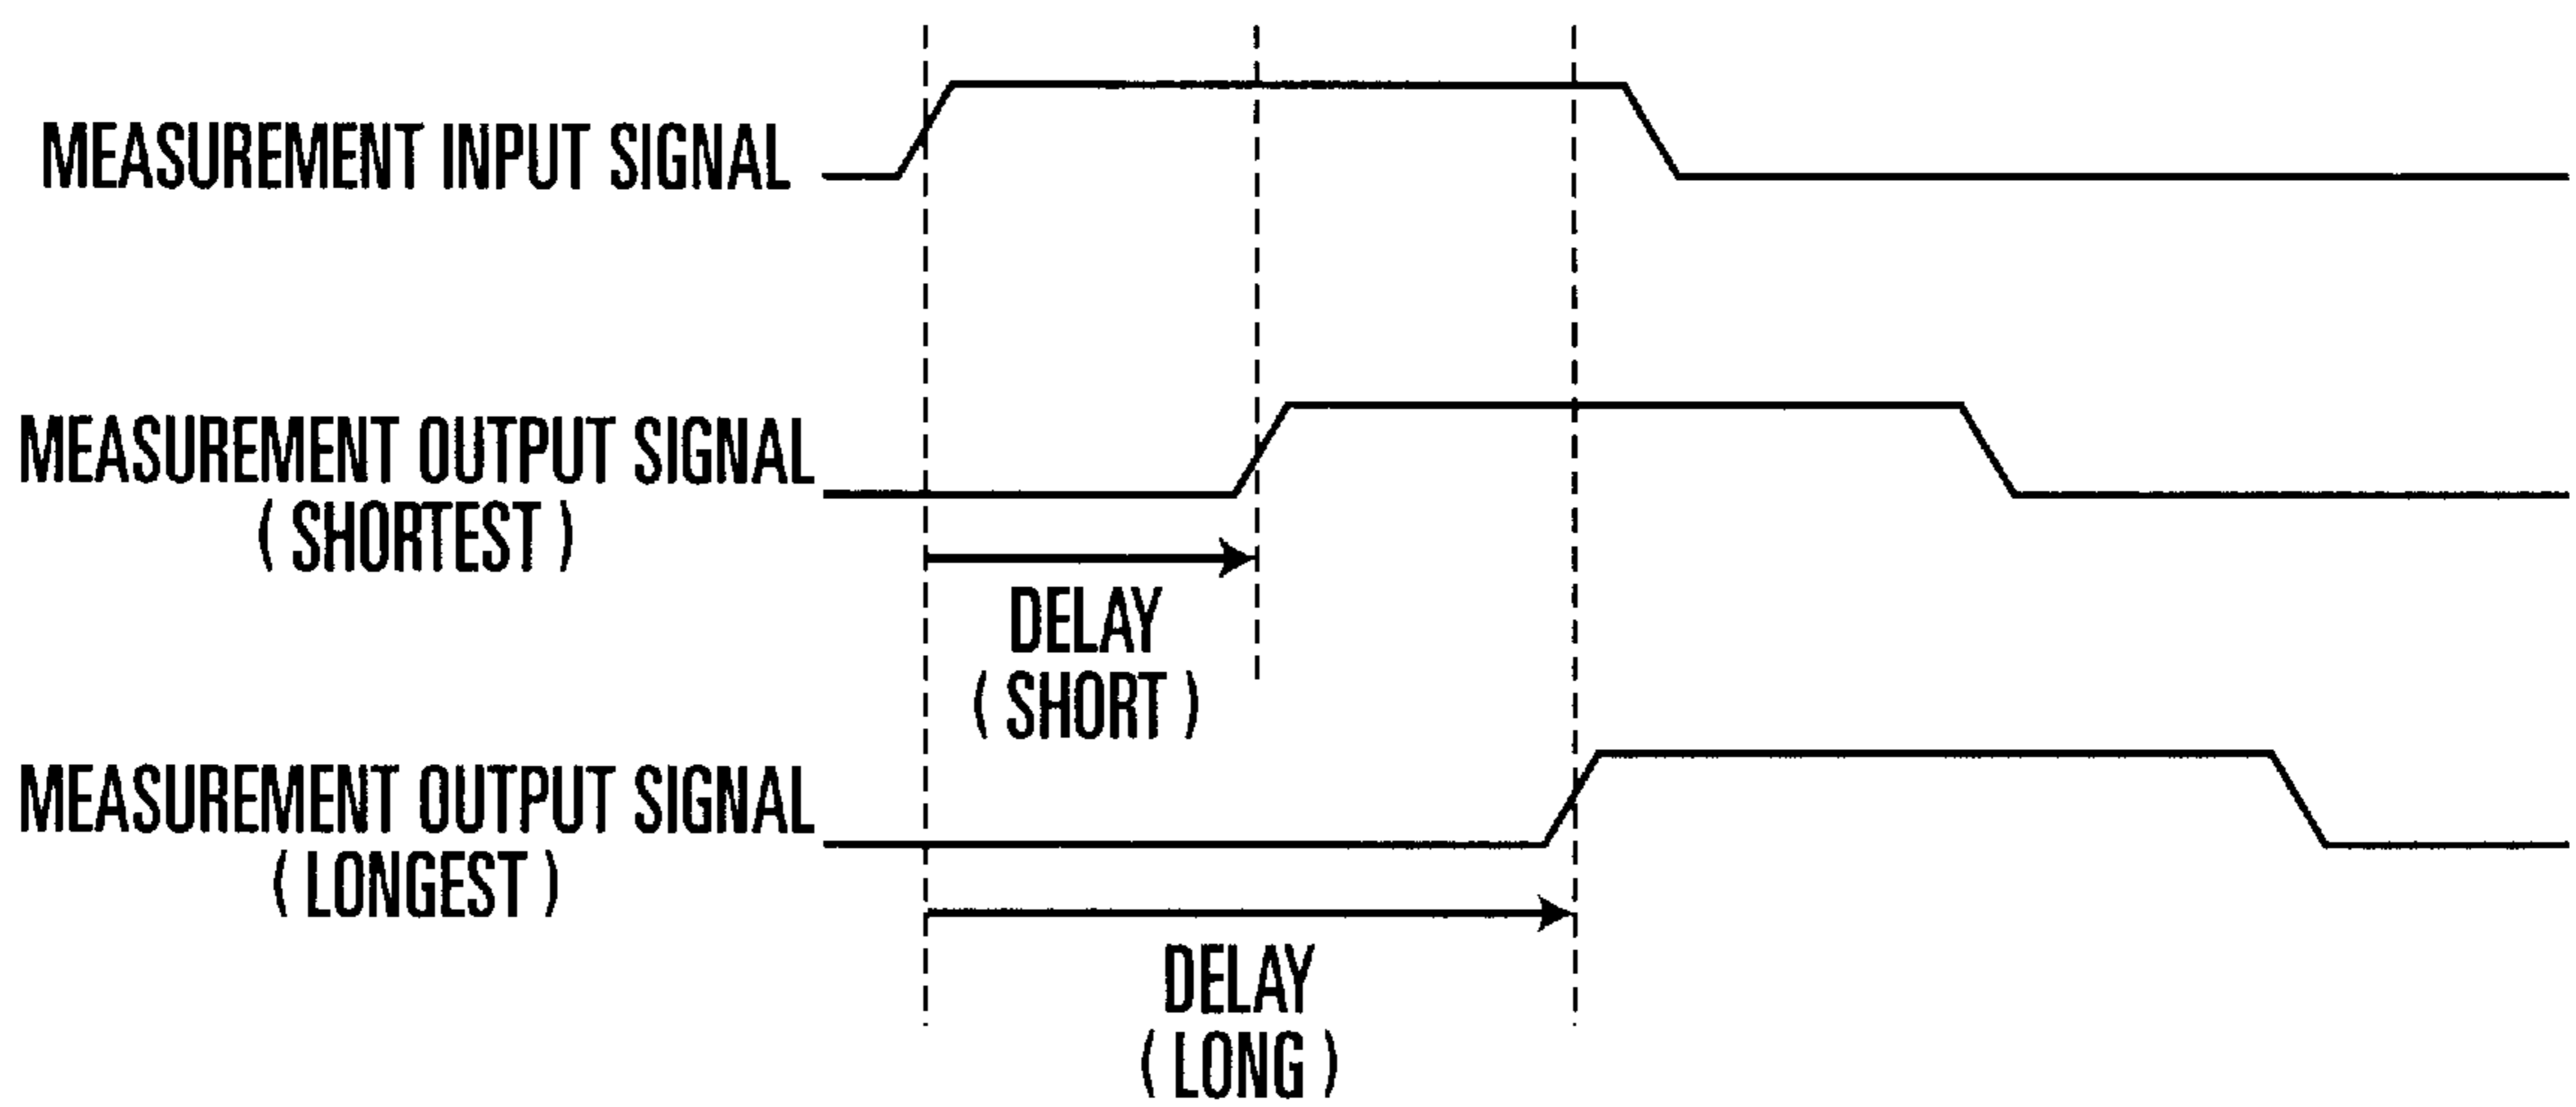 MEASUREMENT INPUT SIGNAL
MEASUREMENT OUTPUT SIGNAL
( SHORTEST )
DELAY
( SHORT )
MEASUREMENT OUTPUT SIGNAL
( LONGEST )
DELAY
( LONG )